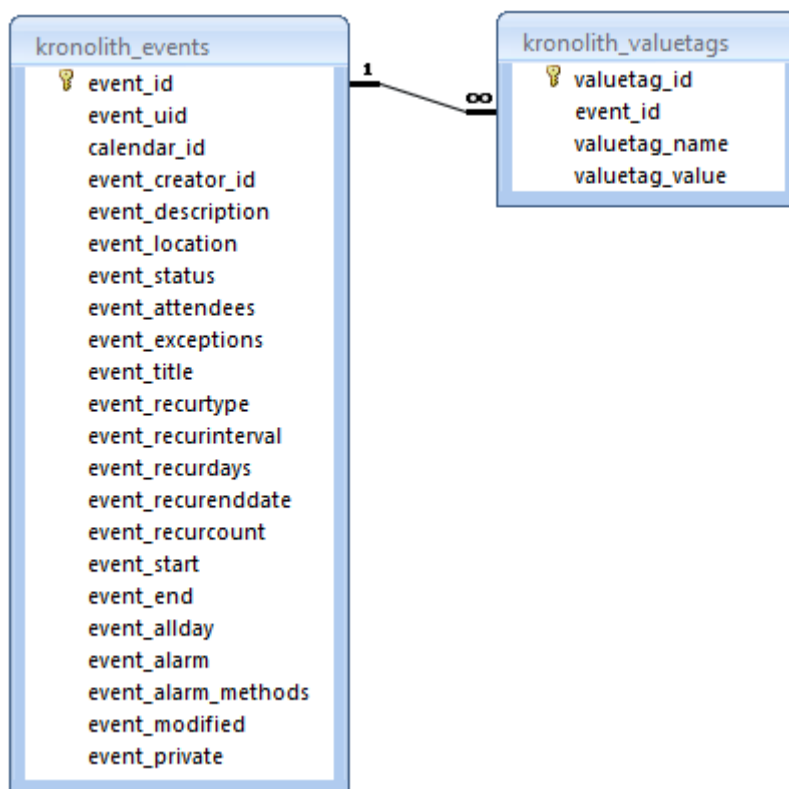 kronolith_events
event_id
event_uid
calendar_id
event_creator_id
event_description
event_location
event_status
event_attendees
event_exceptions
event_title
event_recurtype
event_recurinterval
event_recurdays
event_recurenddate
event_recurcount
event_start
event_end
event_allday
event_alarm
event_alarm_methods
event_modified
event_private
1
∞
kronolith_valuetags
valuetag_id
event_id
valuetag_name
valuetag_value